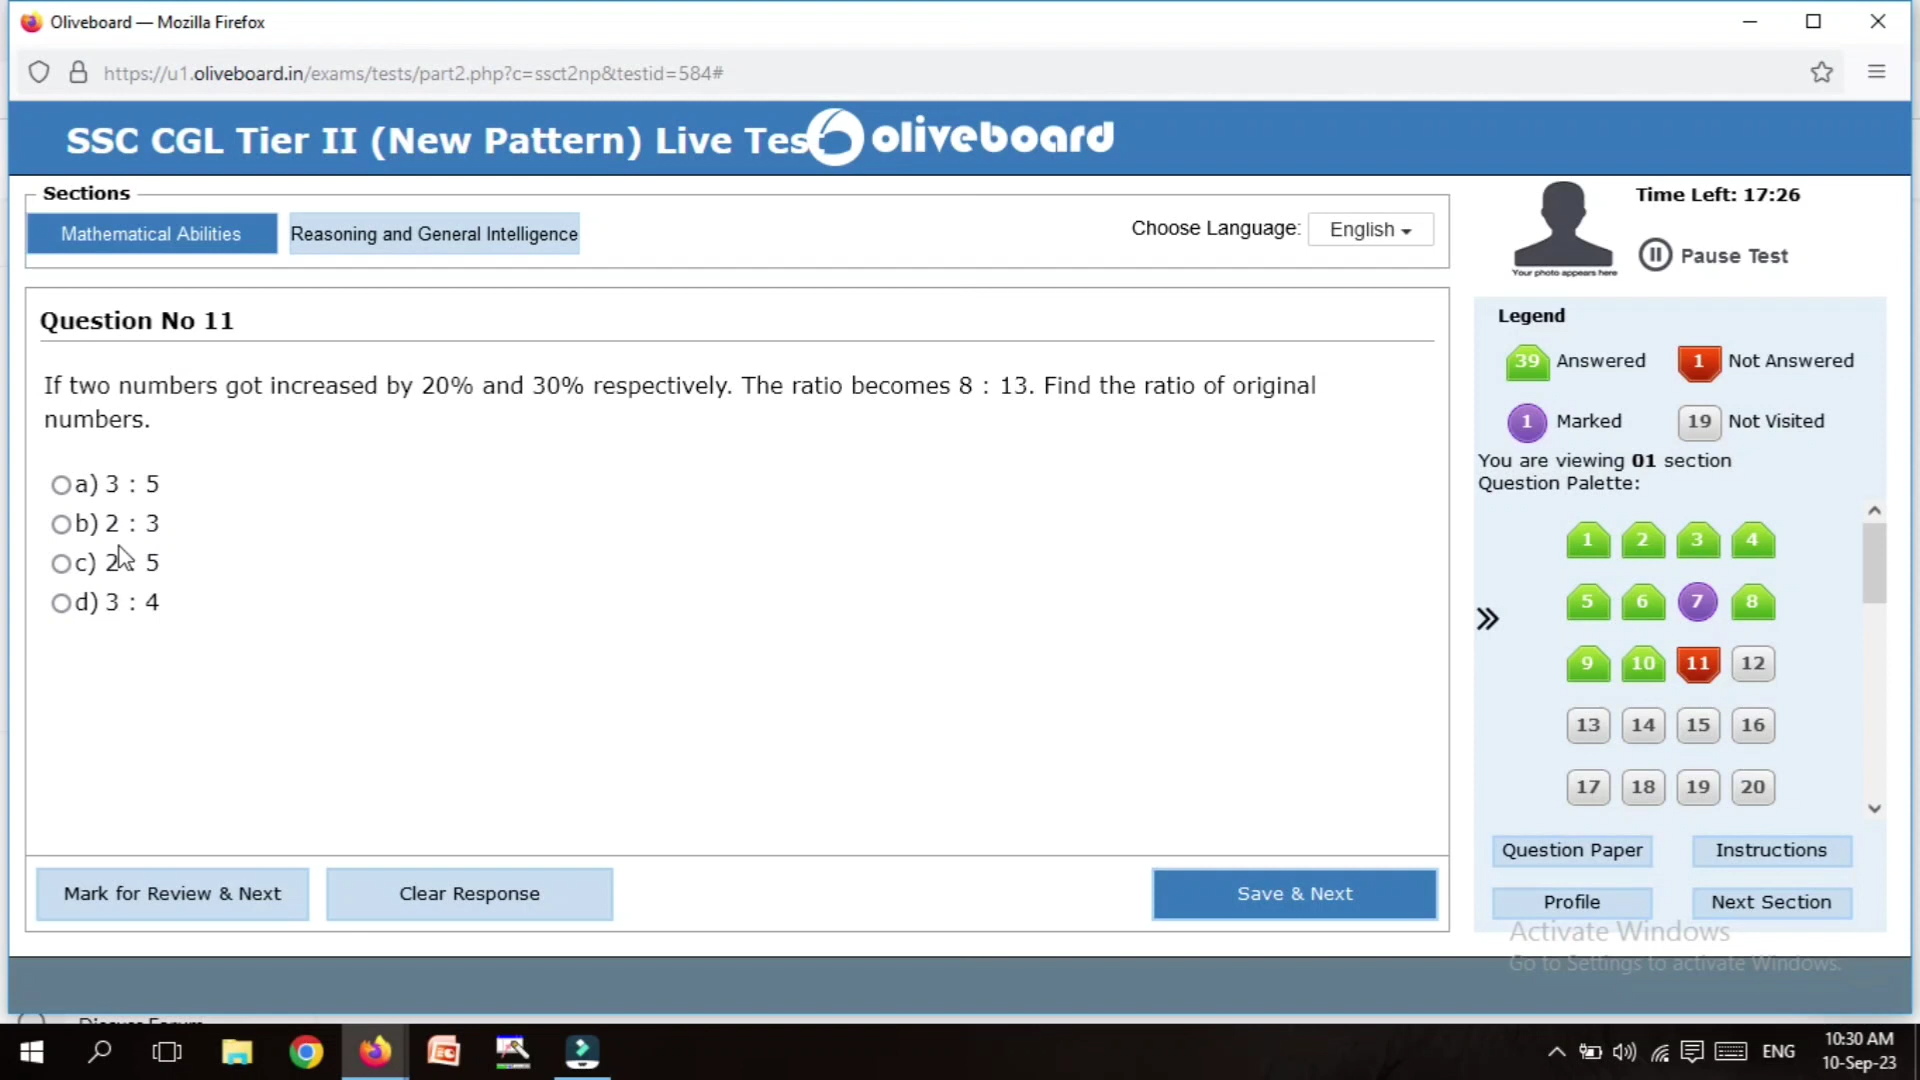 Oliveboard — Mozilla Firefox
https://u1.oliveboard.in/exams/tests/part2.php?c=ssct2np&testid=584#
SSC CGL Tier II (New Pattern) Live Tes
oliveboard
Sections
Mathematical Abilities
Reasoning and General Intelligence
Choose Language:
English
Your photo appears here
Time Left: 17:26
Pause Test
Question No 11
If two numbers got increased by 20% and 30% respectively. The ratio becomes 8 : 13. Find the ratio of original
numbers.
a) 3 : 5
b) 2 : 3
c) 2 : 5
d) 3 : 4
Mark for Review & Next
Clear Response
Save & Next
Legend
39 Answered
1 Not Answered
1 Marked
19 Not Visited
You are viewing 01 section
Question Palette:
1 2 3 4
5 6 7 8
9 10 11 12
13 14 15 16
17 18 19 20
Question Paper
Instructions
Profile
Next Section
Activate Windows
Go to Settings to activate Windows.
ENG
10:30 AM
10-Sep-23